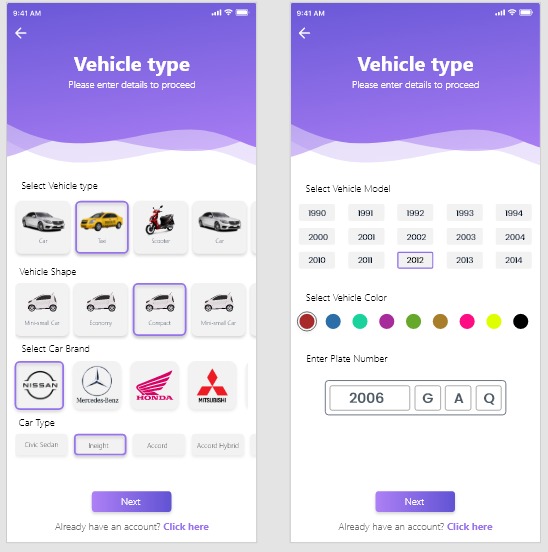 9:41 AM
Vehicle type
Please enter details to proceed
Select Vehicle type
Car Taxi Scooter Car
Vehicle Shape
Mini-small Car Economy Compact Mini-small Car
Select Car Brand
NISSAN Mercedes-Benz HONDA MITSUBISHI
Car Type
Civic Sedan Insight Accord Accord Hybrid
Next
Already have an account? Click here
9:41 AM
Vehicle type
Please enter details to proceed
Select Vehicle Model
1990 1991 1992 1993 1994
2000 2001 2002 2003 2004
2010 2011 2012 2013 2014
Select Vehicle Color
Enter Plate Number
2006 G A Q
Next
Already have an account? Click here